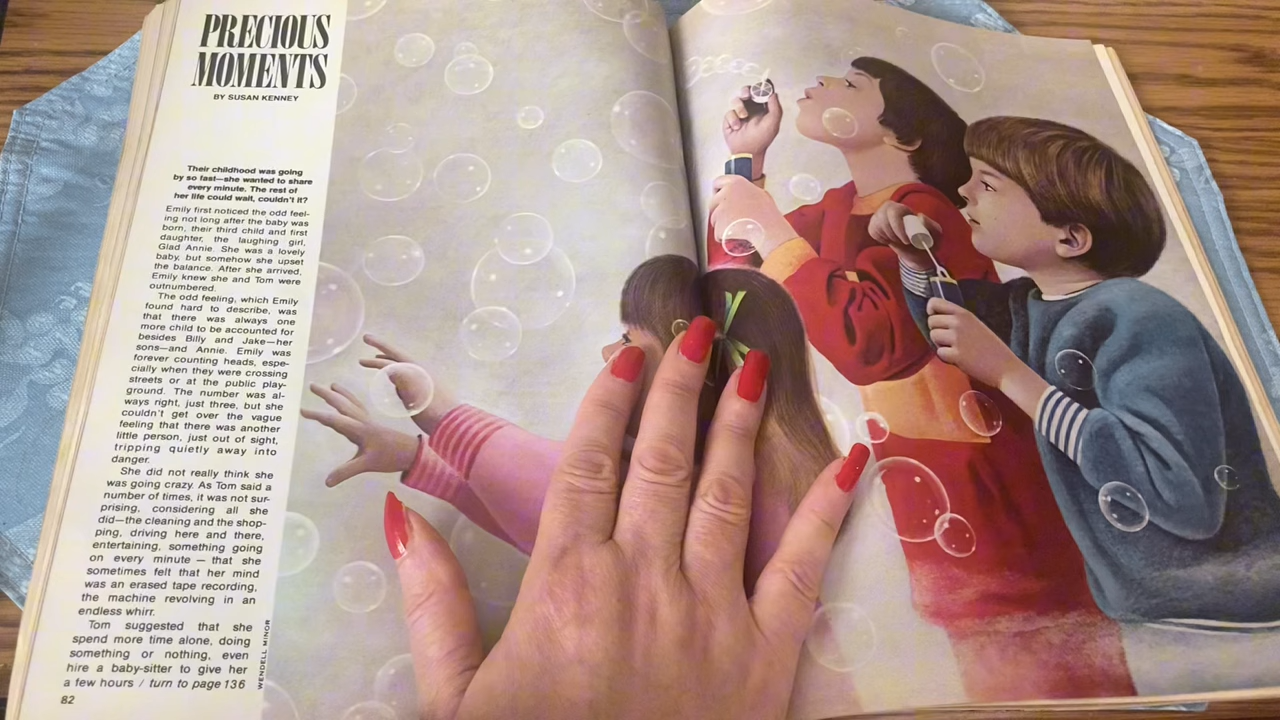 PRECIOUS
MOMENTS
BY SUSAN KENNEY
Their childhood was going
by so fast—she wanted to share
every minute. The rest of
her life could wait, couldn't it?
Emily first noticed the odd feel-
ing not long after the baby was
born, their third child and first
daughter, the laughing girl,
Glad Annie. She was a lovely
baby, but somehow she upset
the balance. After she arrived,
Emily knew she and Tom were
outnumbered.
The odd feeling, which Emily
found hard to describe, was
that there was always one
more child to be accounted for
besides Billy and Jake—her
sons—and Annie. Emily was
forever counting heads, espe-
cially when they were crossing
streets or at the public play-
ground. The number was al-
ways right, just three, but she
couldn't get over the vague
feeling that there was another
little person, just out of sight,
tripping quietly away into
danger.
She did not really think she
was going crazy. As Tom said a
number of times, it was not sur-
prising, considering all she
did—the cleaning and the shop-
ping, driving here and there,
entertaining, something going
on every minute — that she
sometimes felt that her mind
was an erased tape recording,
the machine revolving in an
endless whirr.
Tom suggested that she
spend more time alone, doing
something or nothing, even
hire a baby-sitter to give her
a few hours / turn to page 136
WENDELL MINOR
82